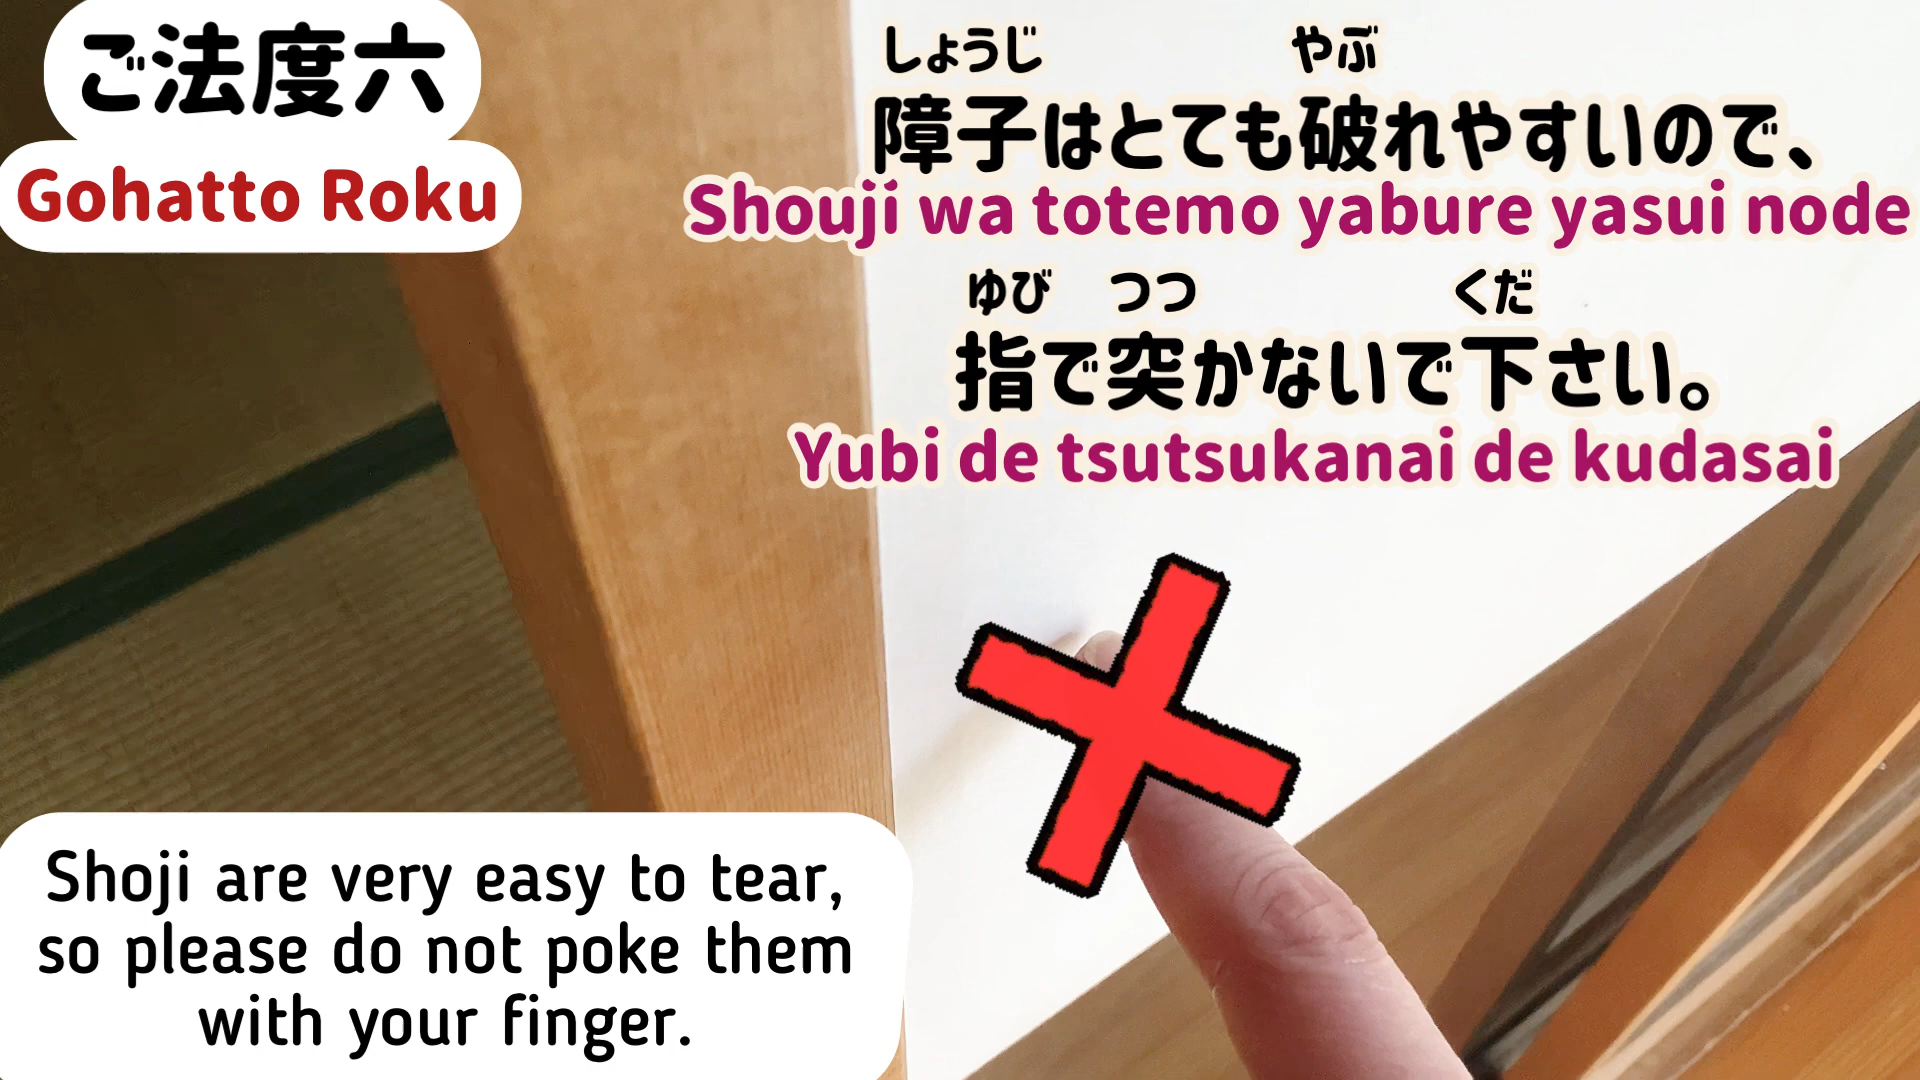 ご法度六
Gohatto Roku
しょうじ やぶ
障子はとても破れやすいので、
Shouji wa totemo yabure yasui node
ゆび つつ くだ
指で突かないで下さい。
Yubi de tsutsukanai de kudasai
Shoji are very easy to tear,
so please do not poke them
with your finger.